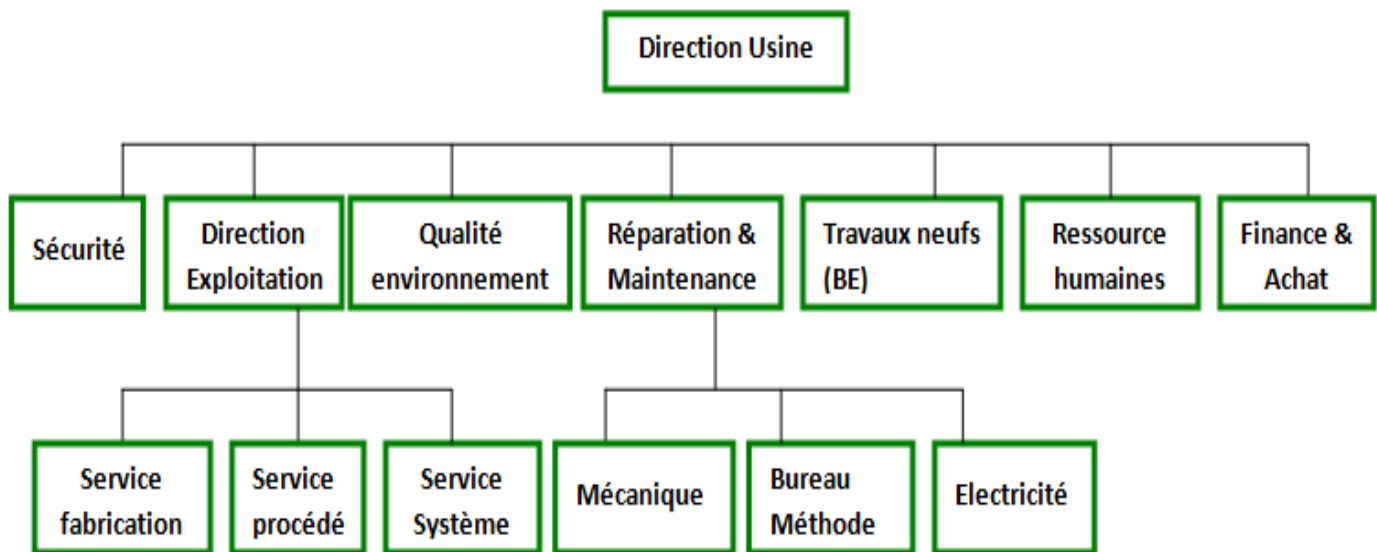 Direction Usine
Sécurité
Direction
Exploitation
Qualité
environnement
Réparation &
Maintenance
Travaux neufs
(BE)
Ressource
humaines
Finance &
Achat
Service
fabrication
Service
procédé
Service
Système
Mécanique
Bureau
Méthode
Electricité